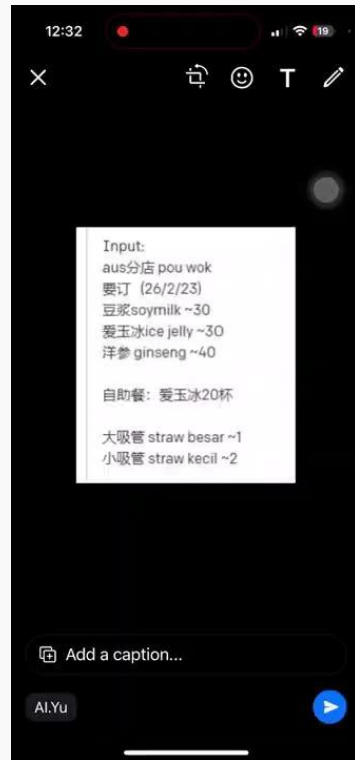 12:32
19
T
Input:
aus分店 pou wok
要订（26/2/23）
豆浆soymilk ~30
爱玉冰ice jelly ~30
洋参 ginseng ~40
自助餐：爱玉冰20杯
大吸管 straw besar ~1
小吸管 straw kecil ~2
Add a caption...
AI.Yu